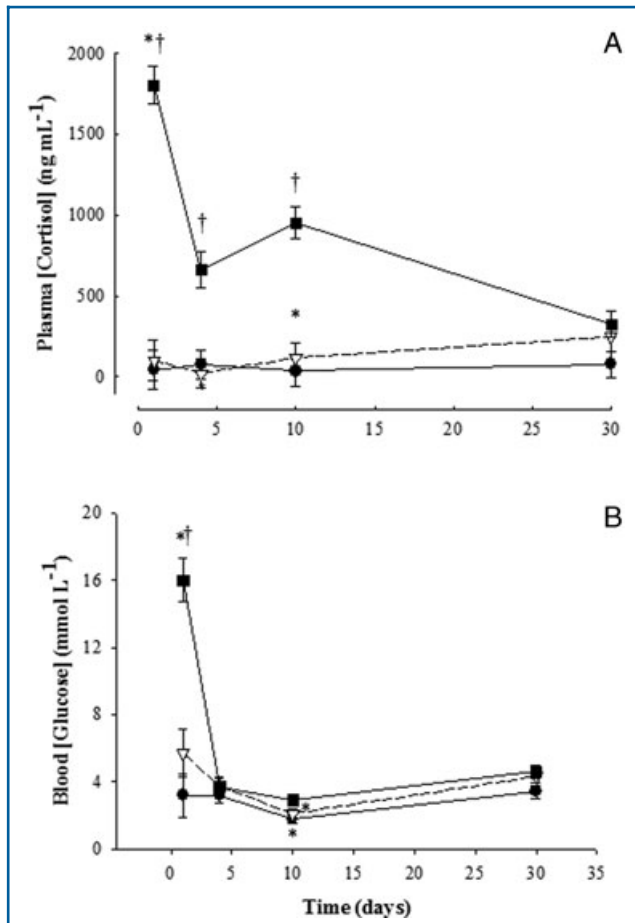 A
* †
2000
1500
1000
500
0
Plasma [Cortisol] (ng mL⁻¹)
†
†
*
*
0 5 10 15 20 25 30
B
*†
20
16
12
8
4
0
Blood [Glucose] (mmol L⁻¹)
*
*
0 5 10 15 20 25 30 35
Time (days)